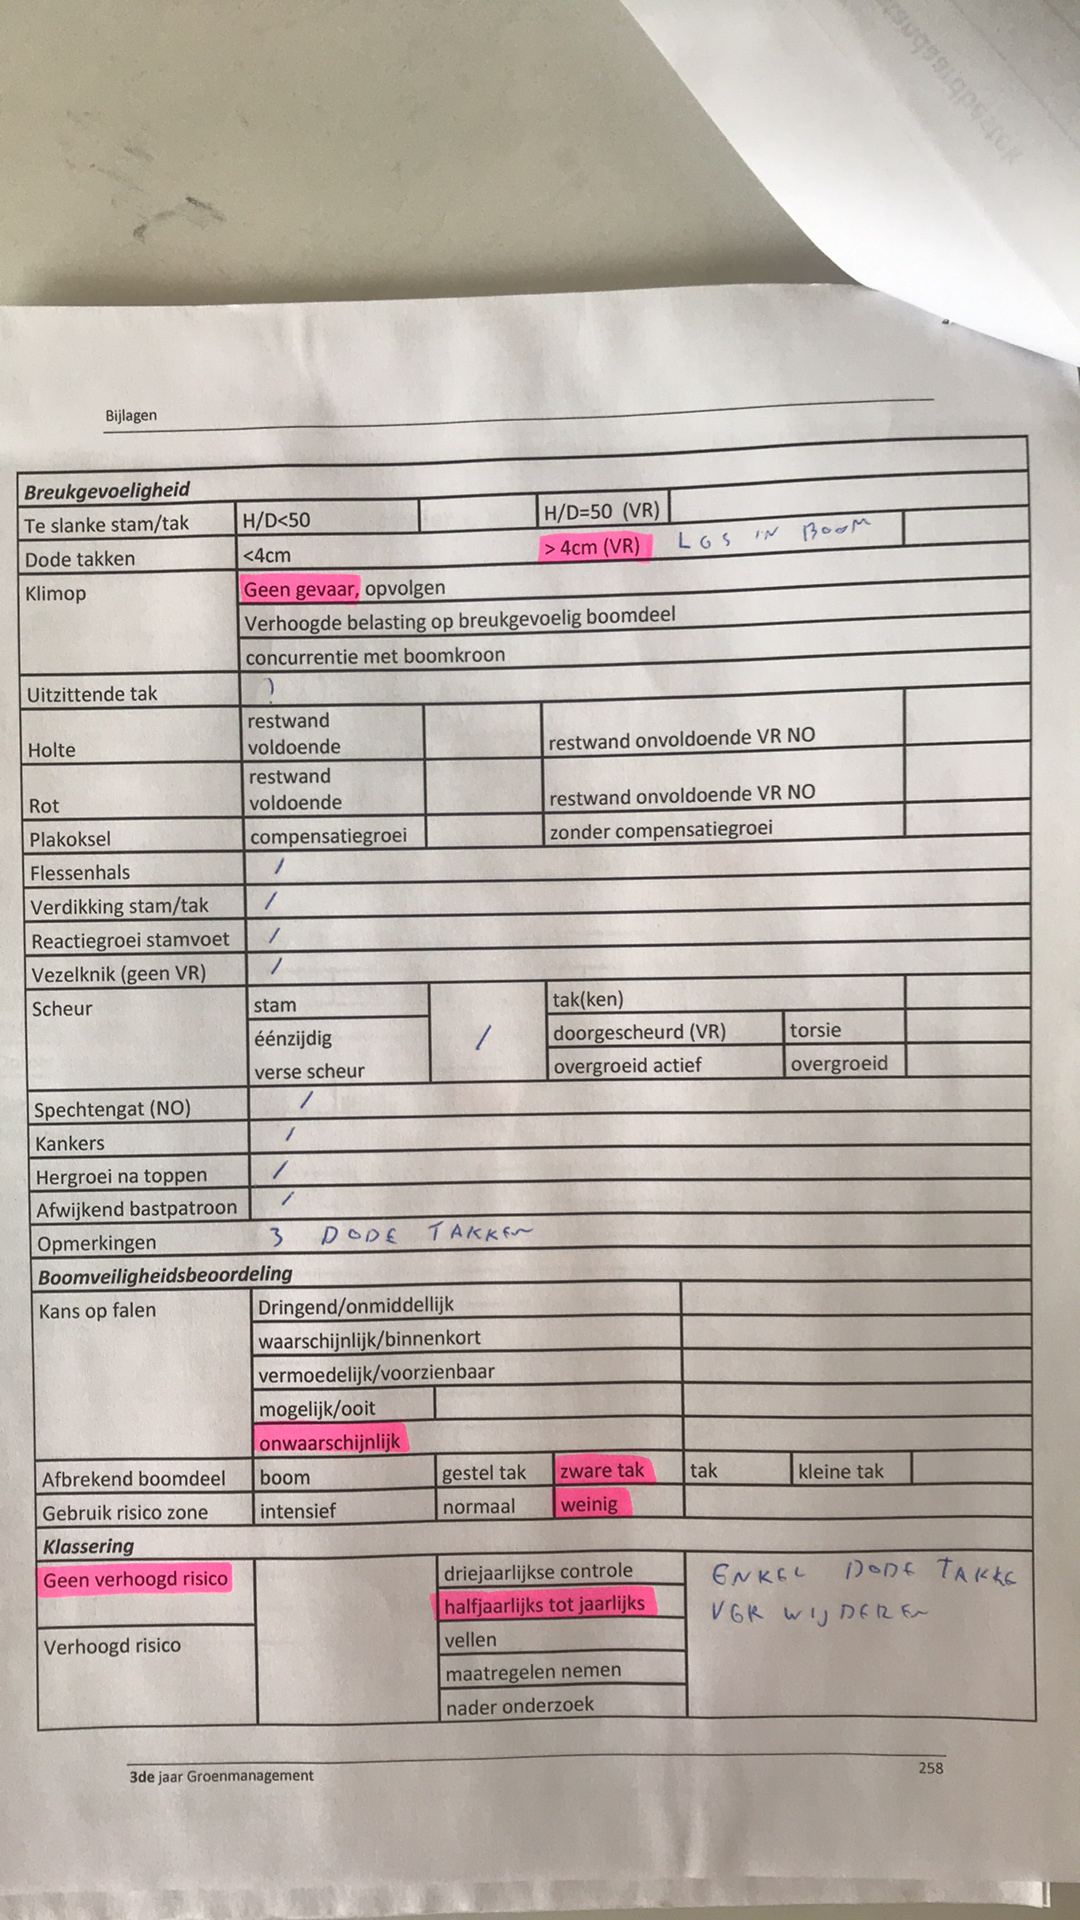 Bijlagen
Breukgevoeligheid
Te slanke stam/tak H/D<50 H/D=50 (VR)
Dode takken <4cm > 4cm (VR) LGS IN BOOM
Klimop Geen gevaar, opvolgen
Verhoogde belasting op breukgevoelig boomdeel
concurrentie met boomkroon
Uitzittende tak
Holte restwand voldoende restwand onvoldoende VR NO
Rot restwand voldoende restwand onvoldoende VR NO
Plakoksel compensatiegroei zonder compensatiegroei
Flessenhals /
Verdikking stam/tak /
Reactiegroei stamvoet /
Vezelknik (geen VR) /
Scheur stam / tak(ken)
éénzijdig doorgescheurd (VR) torsie
verse scheur overgroeid actief overgroeid
Spechtengat (NO) /
Kankers /
Hergroei na toppen /
Afwijkend bastpatroon /
Opmerkingen 3 DODE TAKKEN
Boomveiligheidsbeoordeling
Kans op falen Dringend/onmiddellijk
waarschijnlijk/binnenkort
vermoedelijk/voorzienbaar
mogelijk/ooit
onwaarschijnlijk
Afbrekend boomdeel boom gestel tak zware tak tak kleine tak
Gebruik risico zone intensief normaal weinig
Klassering
Geen verhoogd risico driejaarlijkse controle ENKEL DODE TAKKE
halfjaarlijks tot jaarlijks VER WIJDEREN
Verhoogd risico vellen
maatregelen nemen
nader onderzoek
3de jaar Groenmanagement 258